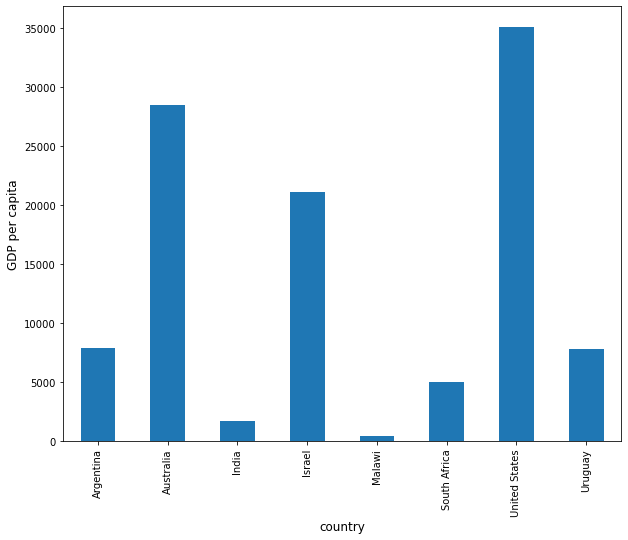 GDP per capita
35000
30000
25000
20000
15000
10000
5000
0
Argentina
Australia
India
Israel
Malawi
South Africa
United States
Uruguay
country